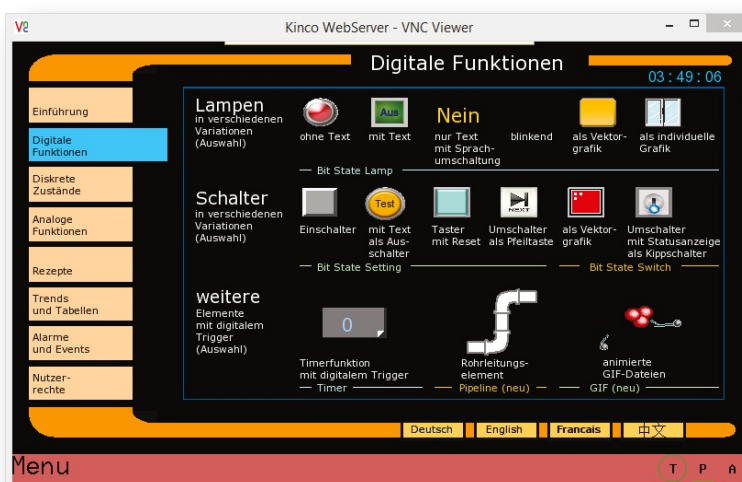 Kinco WebServer - VNC Viewer
Digitale Funktionen
03:49:06
Einführung
Digitale
Funktionen
Diskrete
Zustände
Analoge
Funktionen
Rezepte
Trends
und Tabellen
Alarme
und Events
Nutzer-
rechte
Lampen
in verschiedenen
Variationen
(Auswahl)
Aus
Nein
ohne Text
mit Text
nur Text
mit Sprach-
umschaltung
blinkend
als Vektor-
grafik
als individuelle
Grafik
Bit State Lamp
Schalter
in verschiedenen
Variationen
(Auswahl)
Test
NEXT
Einschalter
mit Text
als Aus-
schalter
Taster
mit Reset
Umschalter
als Pfeiltaste
als Vektor-
grafik
Umschalter
mit Statusanzeige
als Kippschalter
Bit State Setting
Bit State Switch
weitere
Elemente
mit digitalem
Trigger
(Auswahl)
0
Timerfunktion
mit digitalem Trigger
Timer
Rohrleitungs-
element
Pipeline (neu)
animierte
GIF-Dateien
GIF (neu)
Deutsch
English
Francais
中文
Menu
T P A